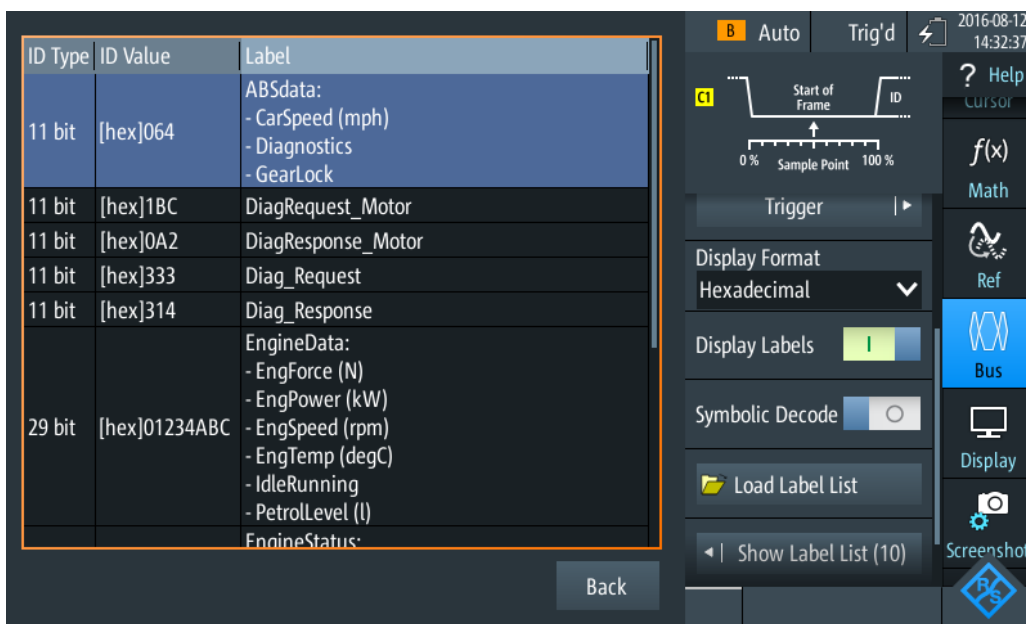 B Auto Trig'd 2016-08-12
14:32:37
ID Type ID Value Label
11 bit [hex]064 ABSdata:
- CarSpeed (mph)
- Diagnostics
- GearLock
11 bit [hex]1BC DiagRequest_Motor
11 bit [hex]0A2 DiagResponse_Motor
11 bit [hex]333 Diag_Request
11 bit [hex]314 Diag_Response
29 bit [hex]01234ABC EngineData:
- EngForce (N)
- EngPower (kW)
- EngSpeed (rpm)
- EngTemp (degC)
- IdleRunning
- PetrolLevel (l)
EngineStatus:
Back
C1
Start of
Frame
ID
0 % Sample Point 100 %
Trigger
Display Format
Hexadecimal
Display Labels
Symbolic Decode
Load Label List
Show Label List (10)
? Help
Cursor
f(x)
Math
Ref
Bus
Display
Screenshot
R S